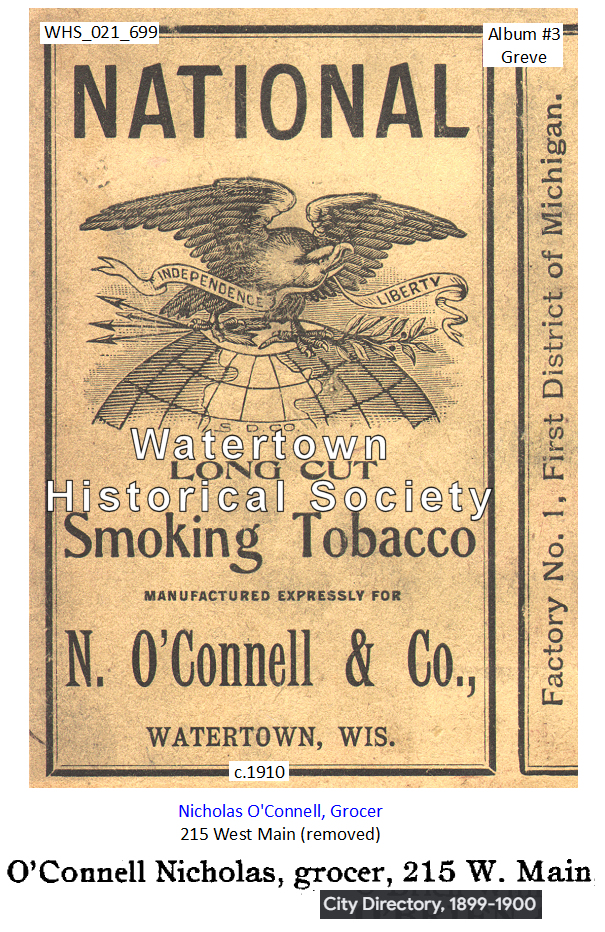 WHS_021_699
Album #3
Greve
NATIONAL
INDEPENDENCE
LIBERTY
S D CO.
Watertown
LONG CUT
Historical Society
Smoking Tobacco
MANUFACTURED EXPRESSLY FOR
N. O'Connell & Co.,
WATERTOWN, WIS.
Factory No. 1, First District of Michigan.
c.1910
Nicholas O'Connell, Grocer
215 West Main (removed)
O'Connell Nicholas, grocer, 215 W. Main,
City Directory, 1899-1900